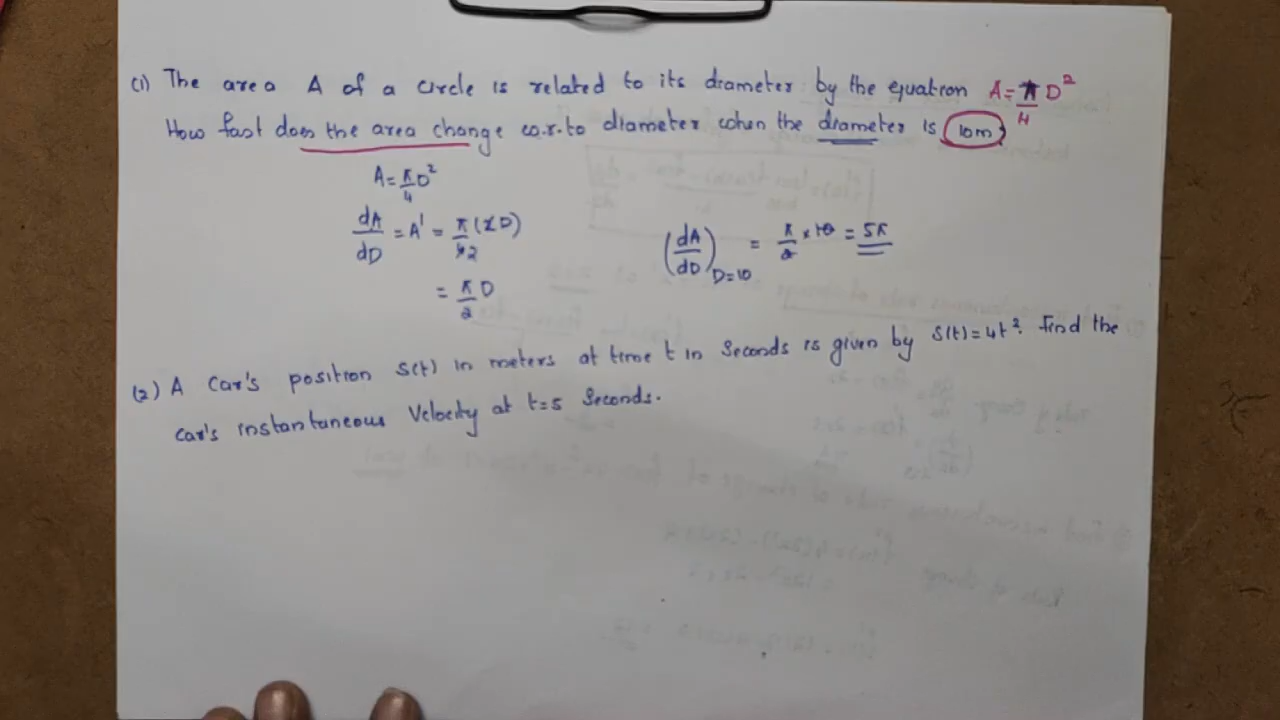 (1) The area A of a circle is related to its diameter by the equation A = π/4 D²
How fast does the area change w.r.to diameter when the diameter is 10m?
A = π/4 D²
dA/dD = A' = π/4 2 (2D)
= π/2 D
(dA/dD) D=10 = π/2 × 10 = 5π
(2) A Car's position S(t) in meters at time t in Seconds is given by S(t) = 4t². Find the
Car's instantaneous Velocity at t=5 Seconds.